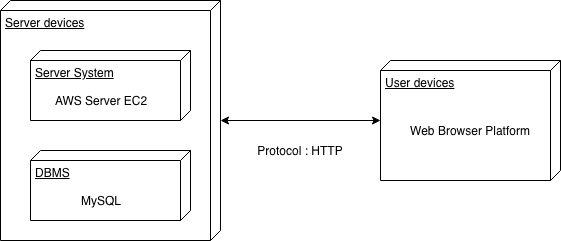 Server devices
Server System
AWS Server EC2
DBMS
MySQL
Protocol : HTTP
User devices
Web Browser Platform